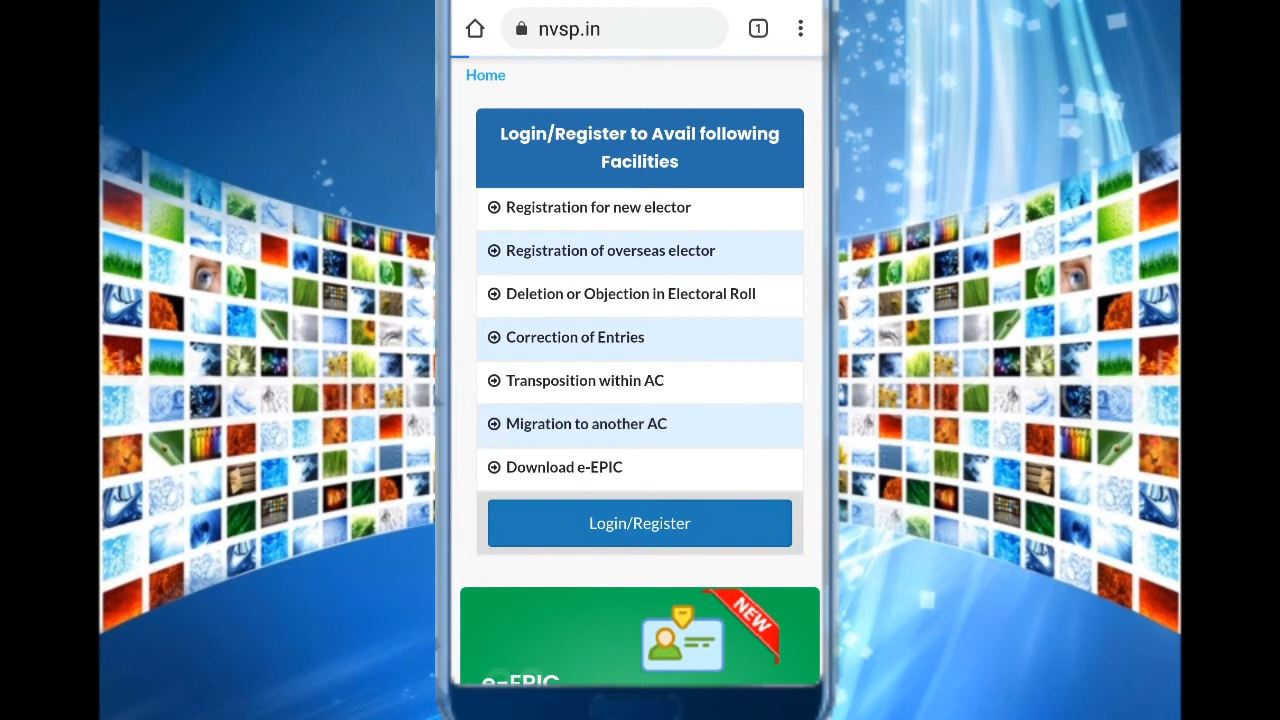 nvsp.in
1
Home
Login/Register to Avail following
Facilities
Registration for new elector
Registration of overseas elector
Deletion or Objection in Electoral Roll
Correction of Entries
Transposition within AC
Migration to another AC
Download e-EPIC
Login/Register
NEW
e-EPIC